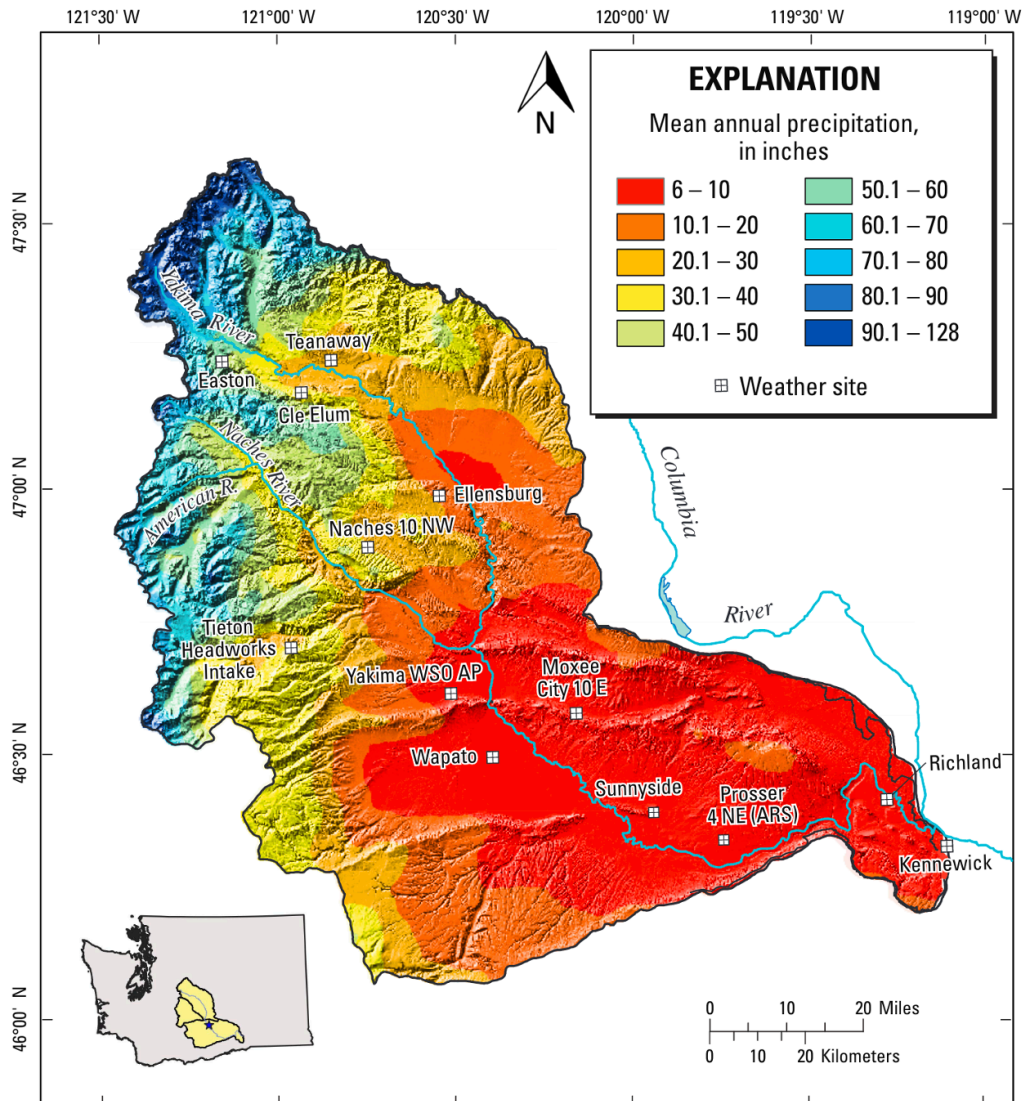 121°30' W
121°00' W
120°30' W
120°00' W
119°30' W
119°00' W
N
EXPLANATION
Mean annual precipitation,
in inches
6 – 10
10.1 – 20
20.1 – 30
30.1 – 40
40.1 – 50
50.1 – 60
60.1 – 70
70.1 – 80
80.1 – 90
90.1 – 128
Weather site
47°30' N
47°00' N
46°30' N
46°00' N
Yakima River
Teanaway
Easton
Cle Elum
Naches River
American R.
Ellensburg
Naches 10 NW
Columbia
River
Tieton
Headworks
Intake
Yakima WSO AP
Moxee
City 10 E
Wapato
Sunnyside
Prosser
4 NE (ARS)
Richland
Kennewick
0 10 20 Miles
0 10 20 Kilometers